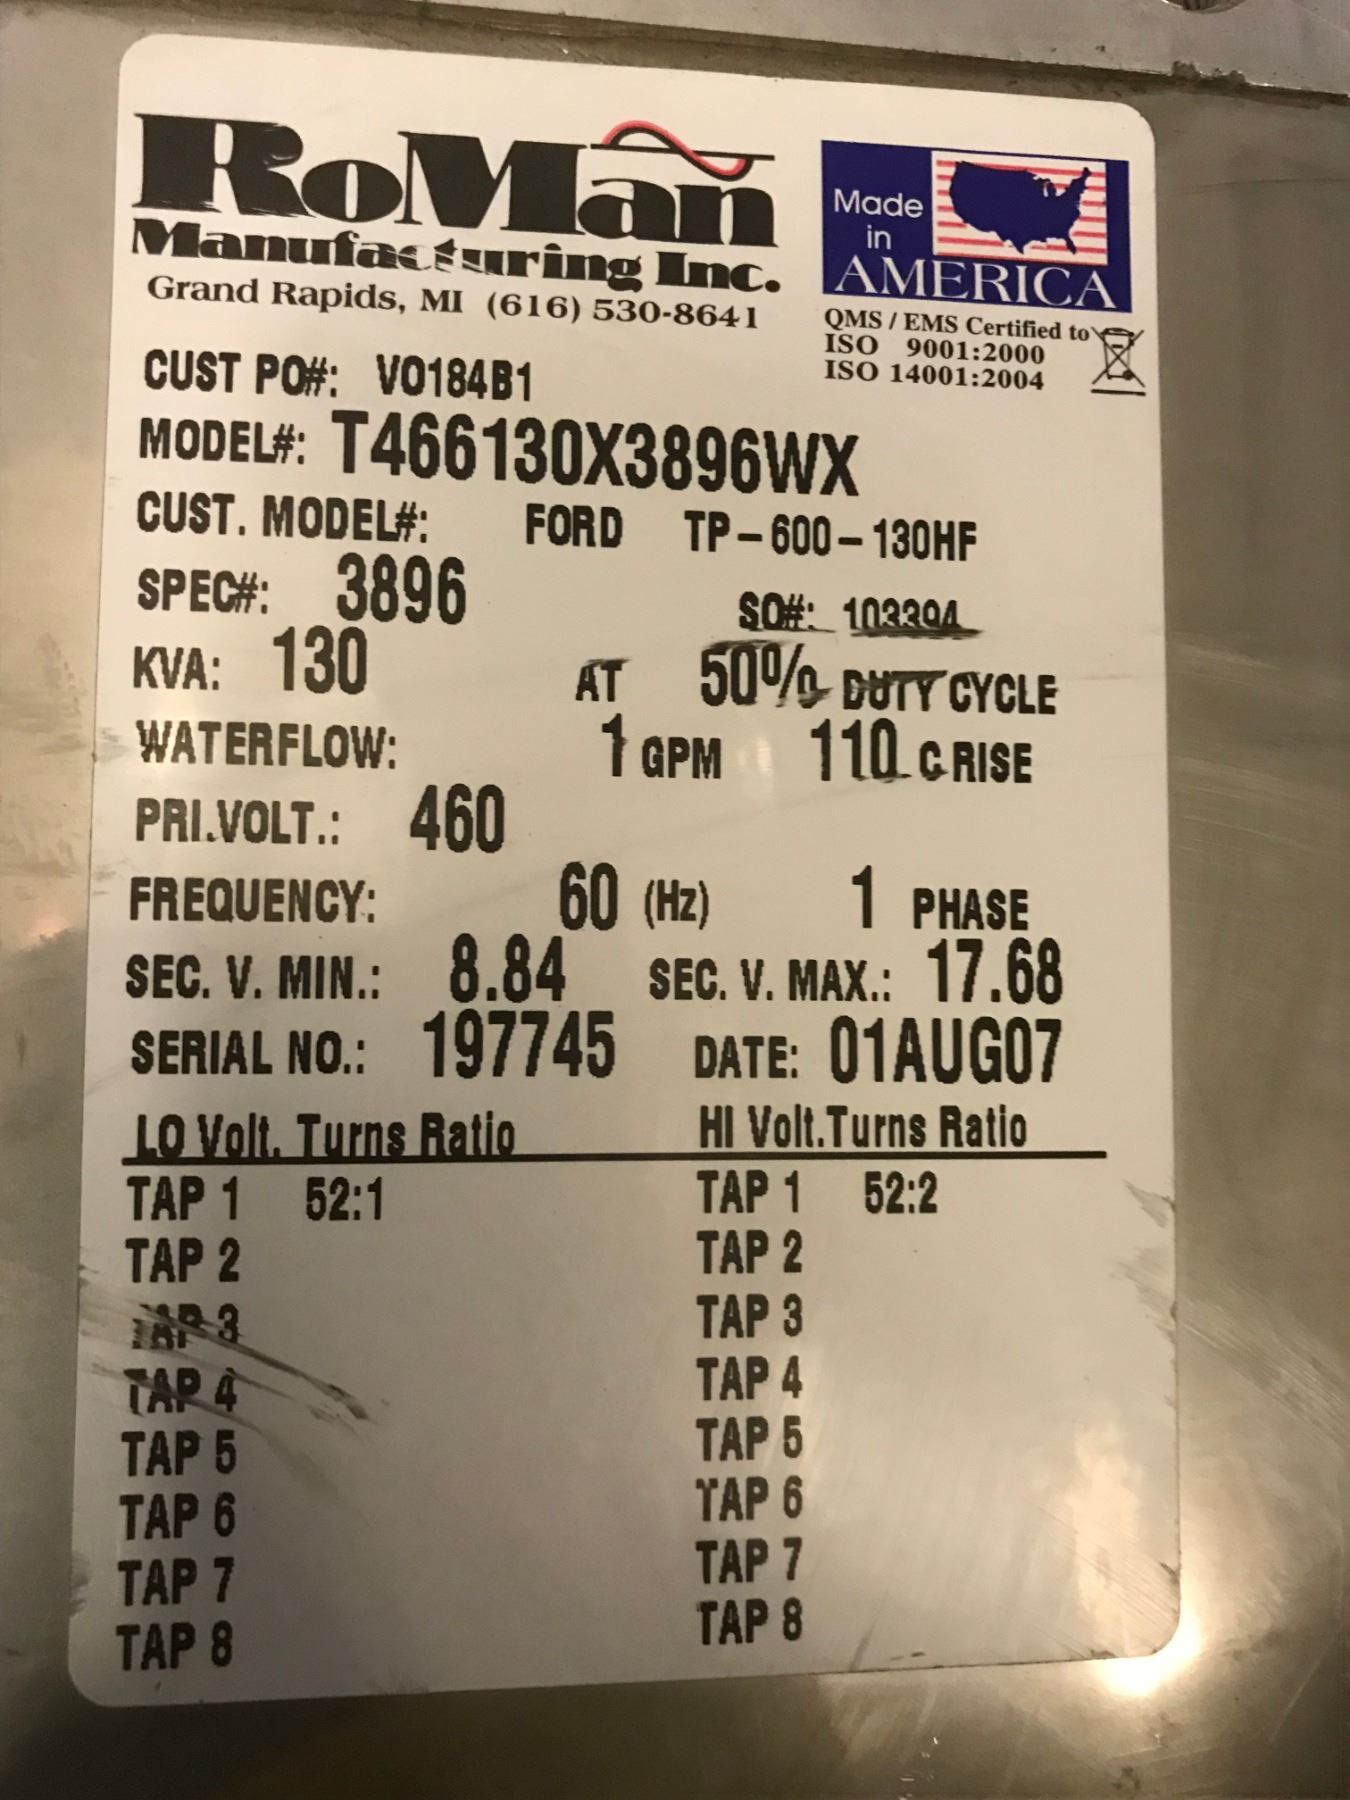 RoMan
Manufacturing Inc.
Grand Rapids, MI (616) 530-8641
Made
in
AMERICA
QMS / EMS Certified to
ISO 9001:2000
ISO 14001:2004
CUST PO#: VO184B1
MODEL#: T466130X3896WX
CUST. MODEL#: FORD TP-600-130HF
SPEC#: 3896 SO#: 103394
KVA: 130 AT 50% DUTY CYCLE
WATERFLOW: 1 GPM 110 C RISE
PRI.VOLT.: 460
FREQUENCY: 60 (Hz) 1 PHASE
SEC. V. MIN.: 8.84 SEC. V. MAX.: 17.68
SERIAL NO.: 197745 DATE: 01AUG07
LO Volt. Turns Ratio HI Volt.Turns Ratio
TAP 1 52:1 TAP 1 52:2
TAP 2 TAP 2
TAP 3 TAP 3
TAP 4 TAP 4
TAP 5 TAP 5
TAP 6 TAP 6
TAP 7 TAP 7
TAP 8 TAP 8